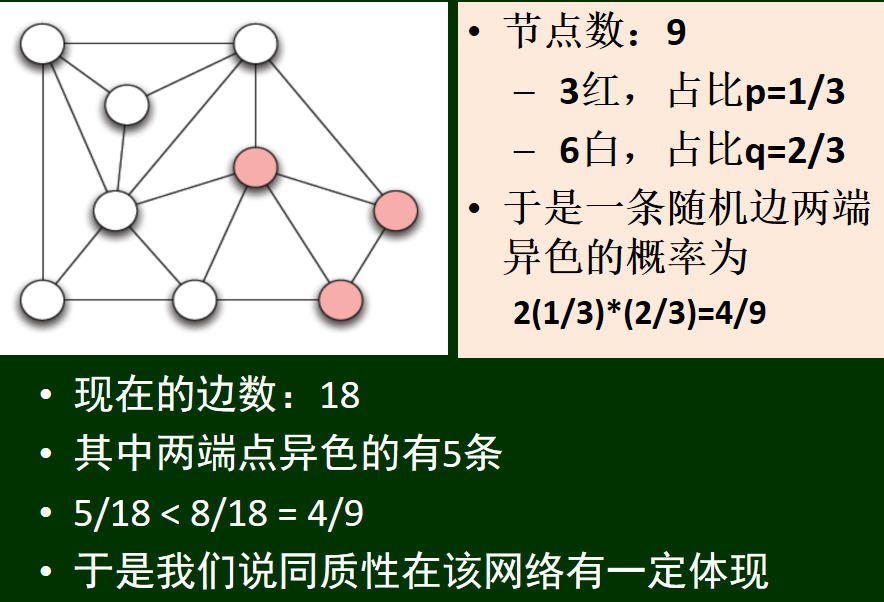 • 节点数：9
– 3红，占比p=1/3
– 6白，占比q=2/3
• 于是一条随机边两端
异色的概率为
2(1/3)*(2/3)=4/9
• 现在的边数：18
• 其中两端点异色的有5条
• 5/18 < 8/18 = 4/9
• 于是我们说同质性在该网络有一定体现